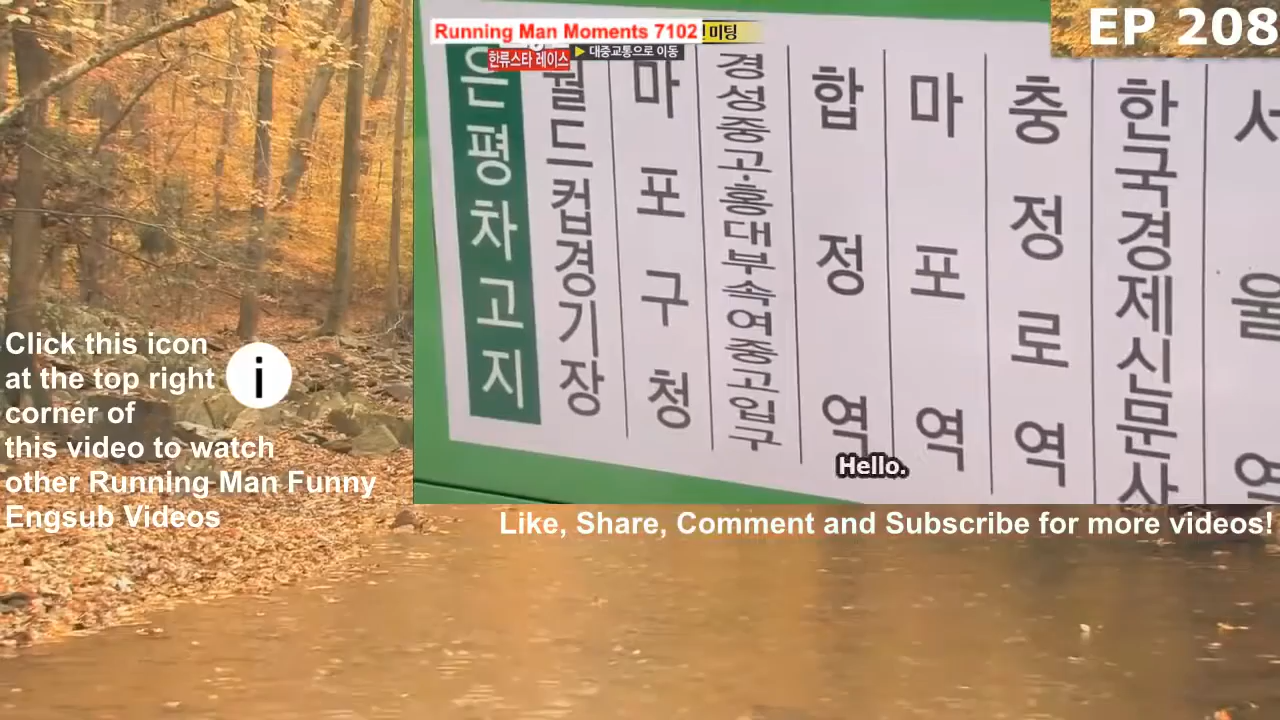 Running Man Moments 7102
미팅
EP 208
한류스타 레이스
대중교통으로 이동
은평차고지
월드컵경기장
마포구청
경성중고·홍대부속여중고입구
합정역
마포역
충정로역
한국경제신문사
서울역
Hello.
Click this icon
at the top right
corner of
this video to watch
other Running Man Funny
Engsub Videos
Like, Share, Comment and Subscribe for more videos!